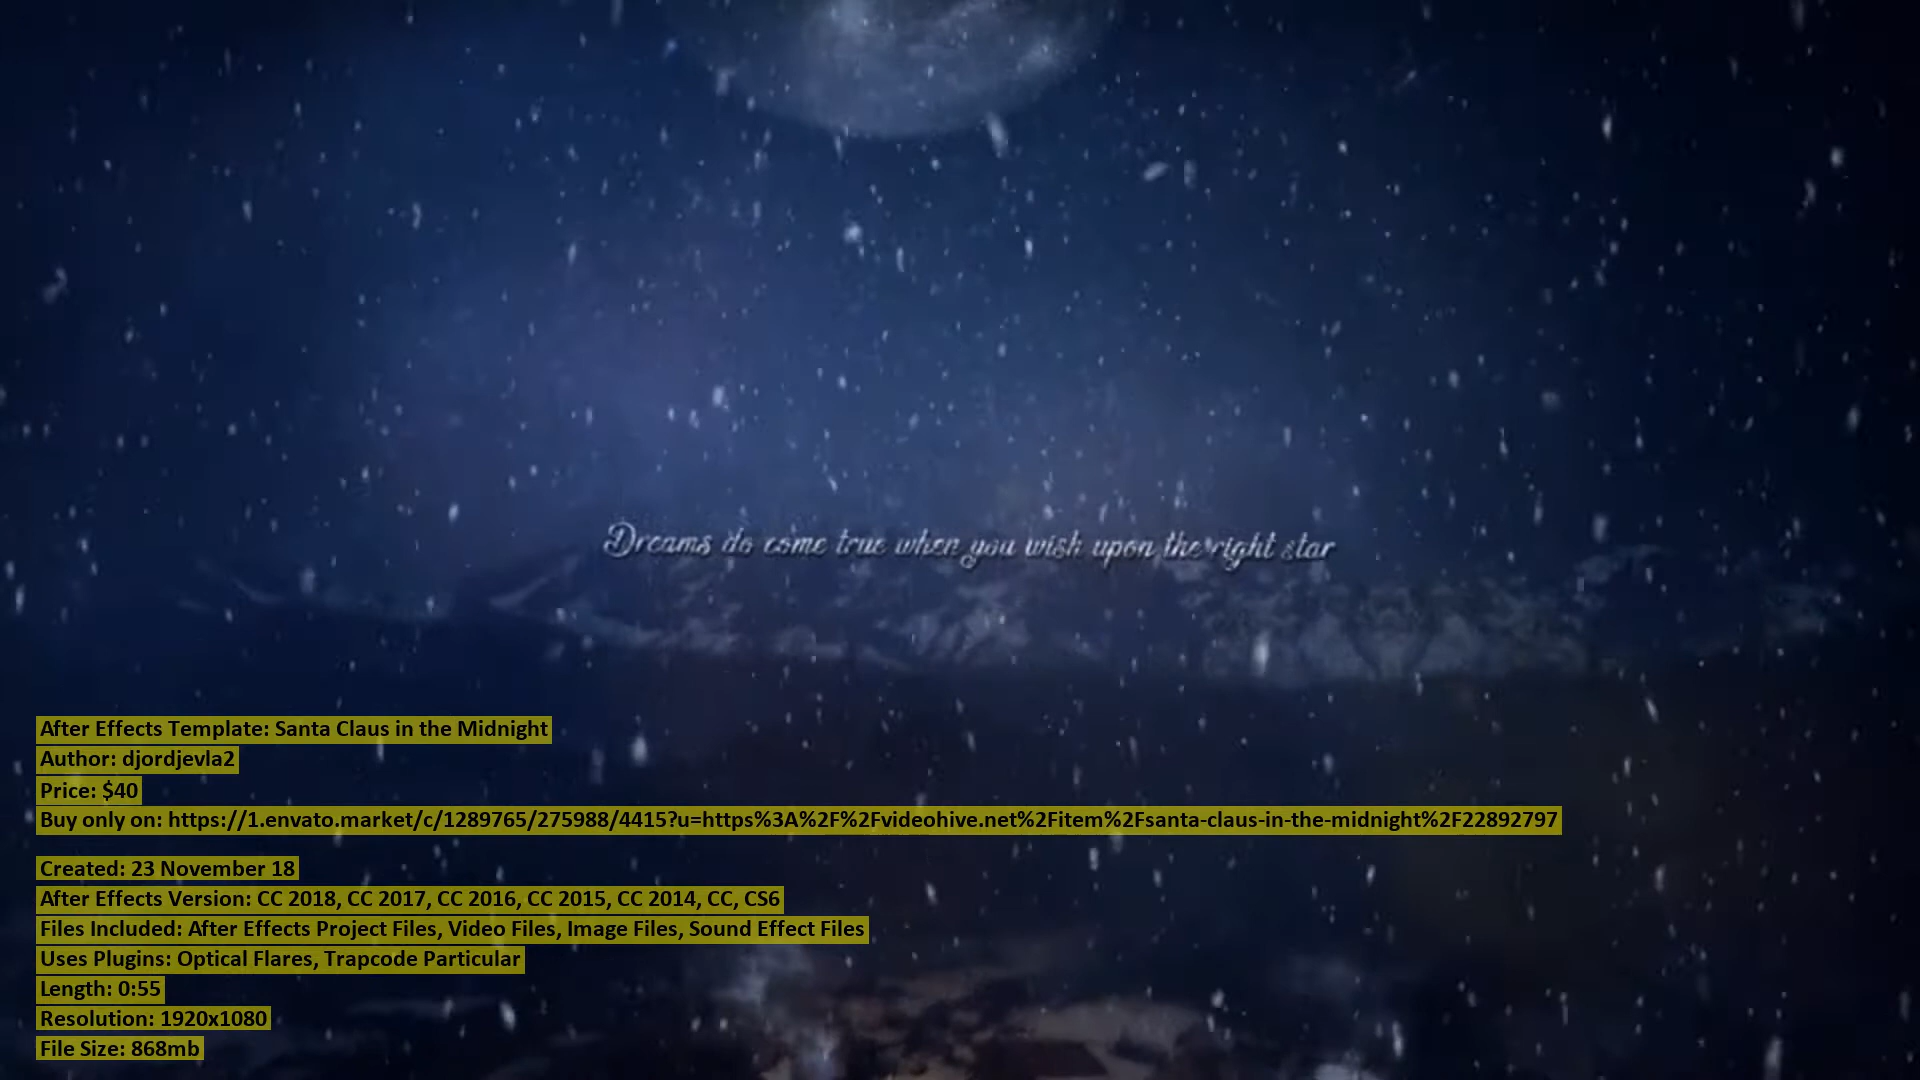 Dreams do come true when you wish upon the right star
After Effects Template: Santa Claus in the Midnight
Author: djordjevla2
Price: $40
Buy only on: https://1.envato.market/c/1289765/275988/4415?u=https%3A%2F%2Fvideohive.net%2Fitem%2Fsanta-claus-in-the-midnight%2F22892797
Created: 23 November 18
After Effects Version: CC 2018, CC 2017, CC 2016, CC 2015, CC 2014, CC, CS6
Files Included: After Effects Project Files, Video Files, Image Files, Sound Effect Files
Uses Plugins: Optical Flares, Trapcode Particular
Length: 0:55
Resolution: 1920x1080
File Size: 868mb